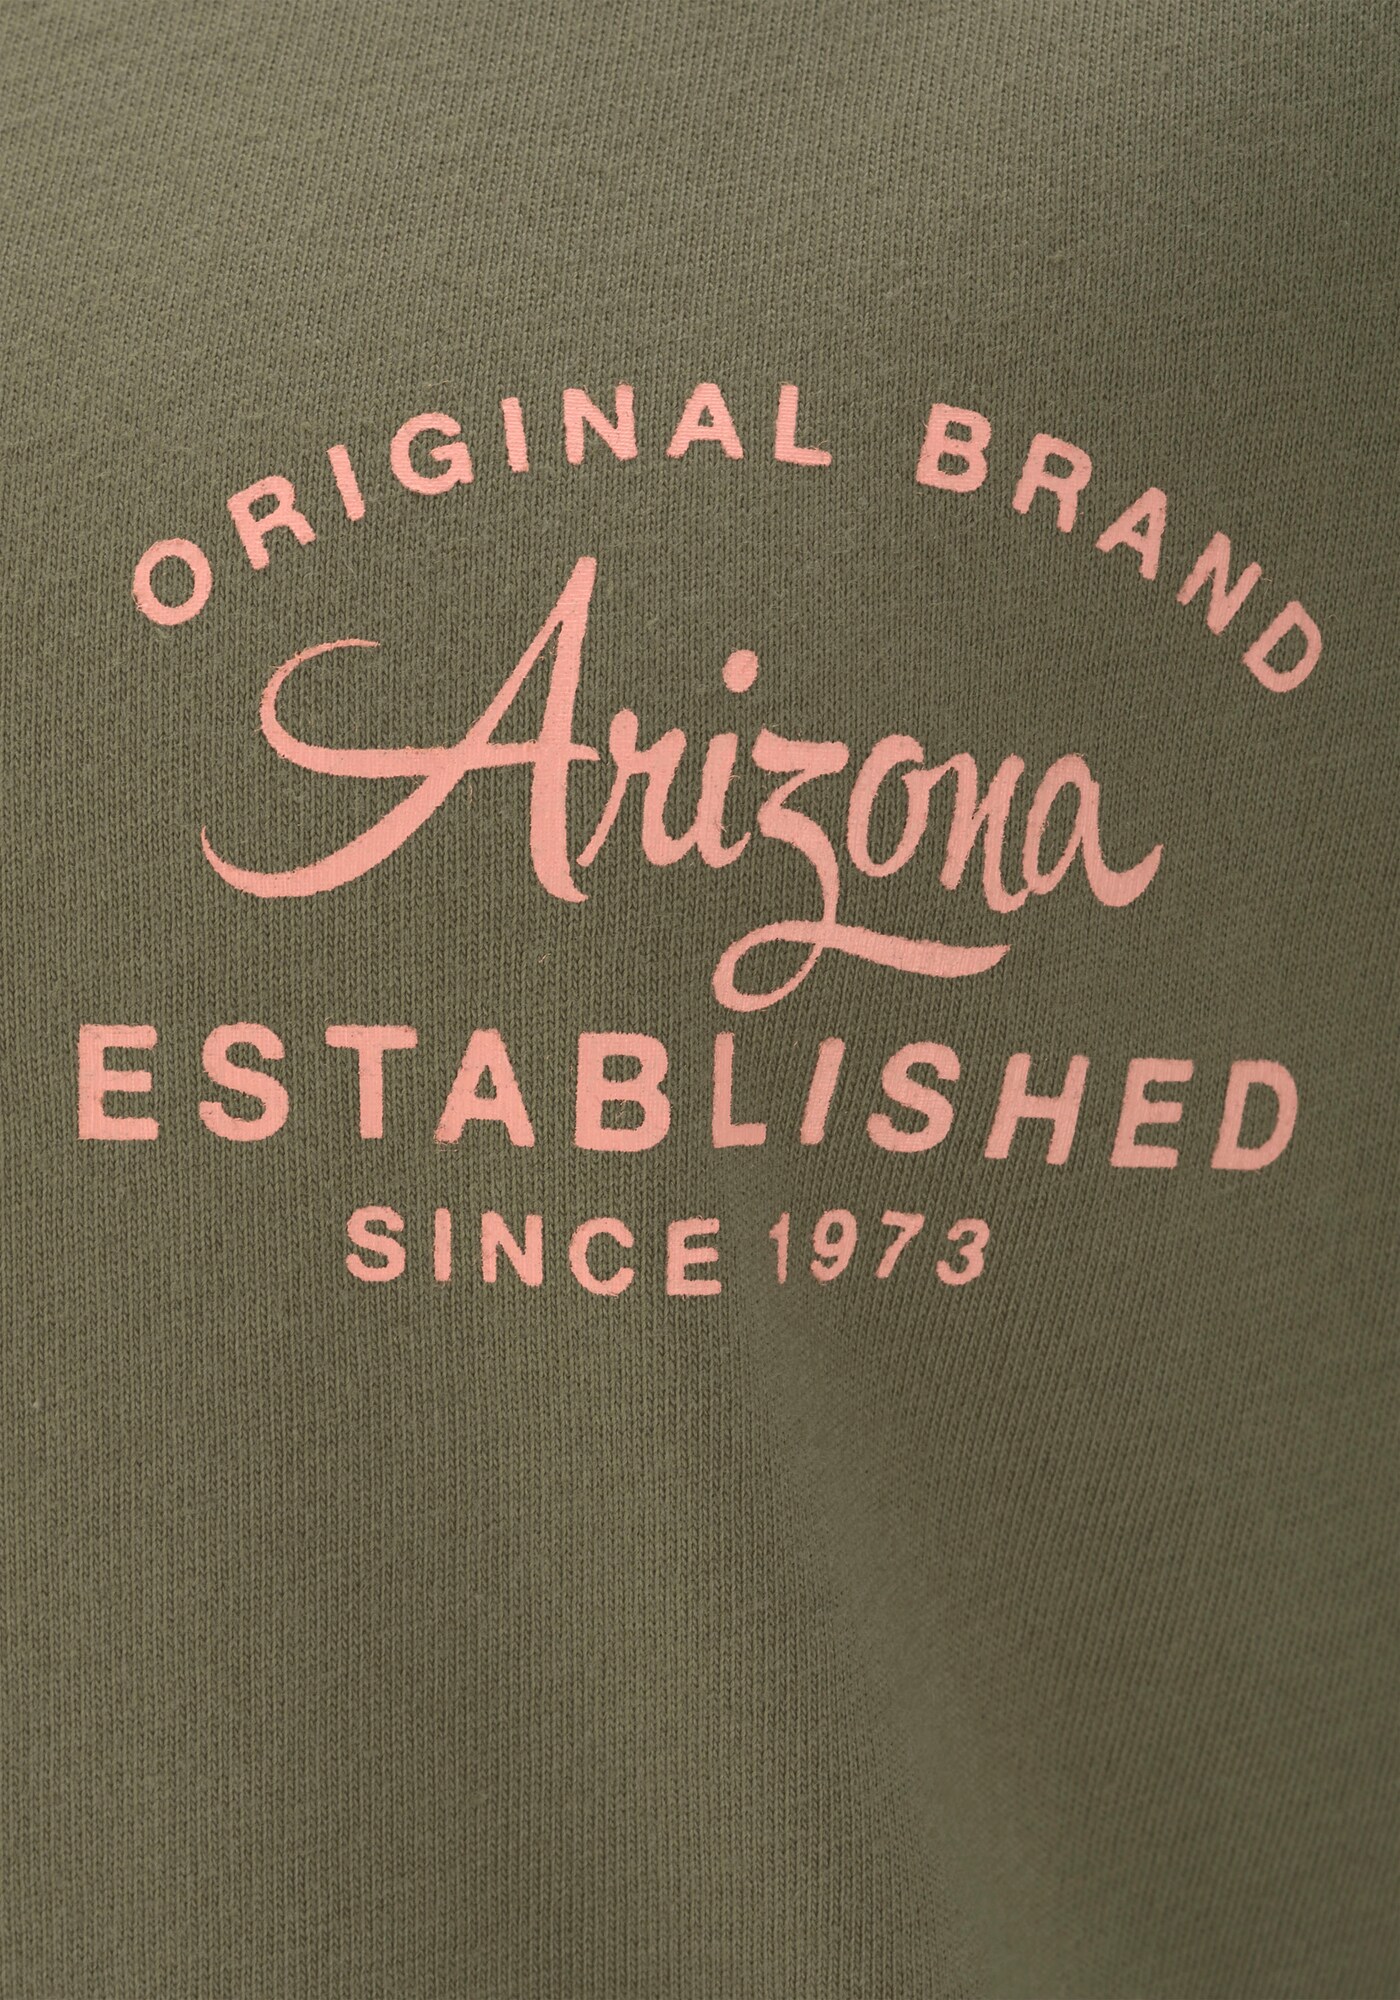 ORIGINAL BRAND
Arizona
ESTABLISHED
SINCE 1973